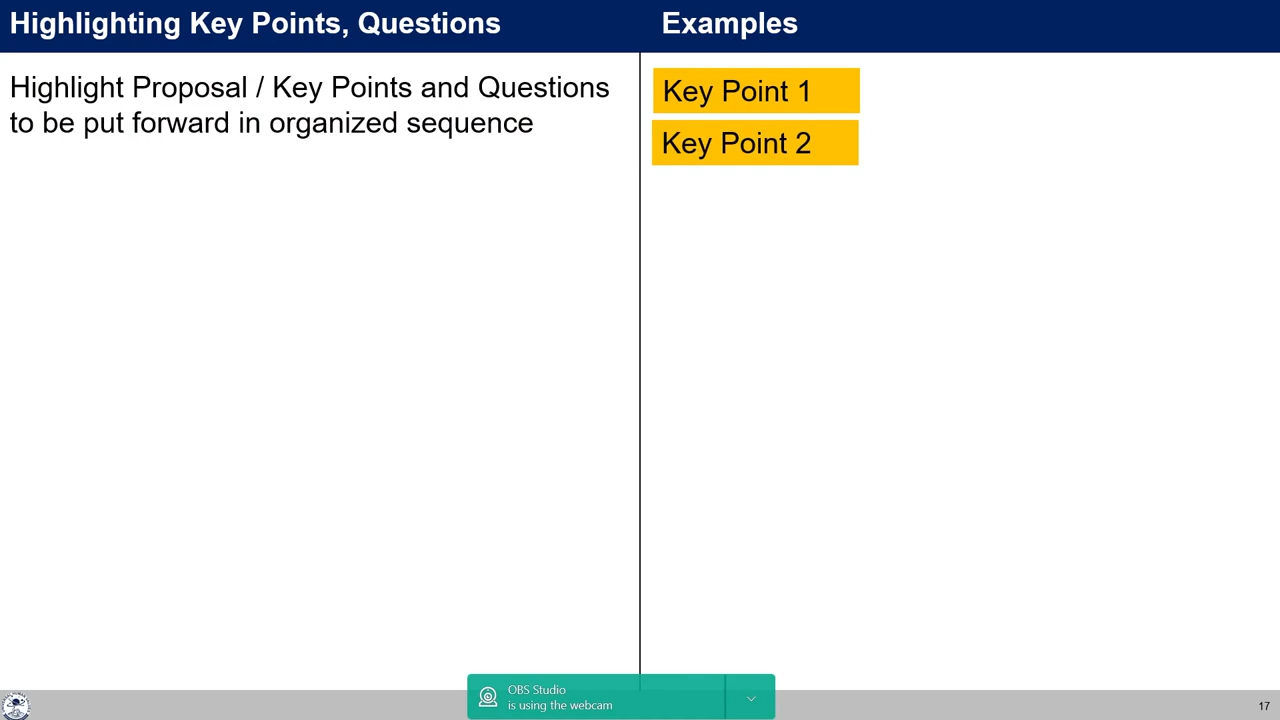 Highlighting Key Points, Questions
Examples
Highlight Proposal / Key Points and Questions
to be put forward in organized sequence
Key Point 1
Key Point 2
OBS Studio
is using the webcam
17